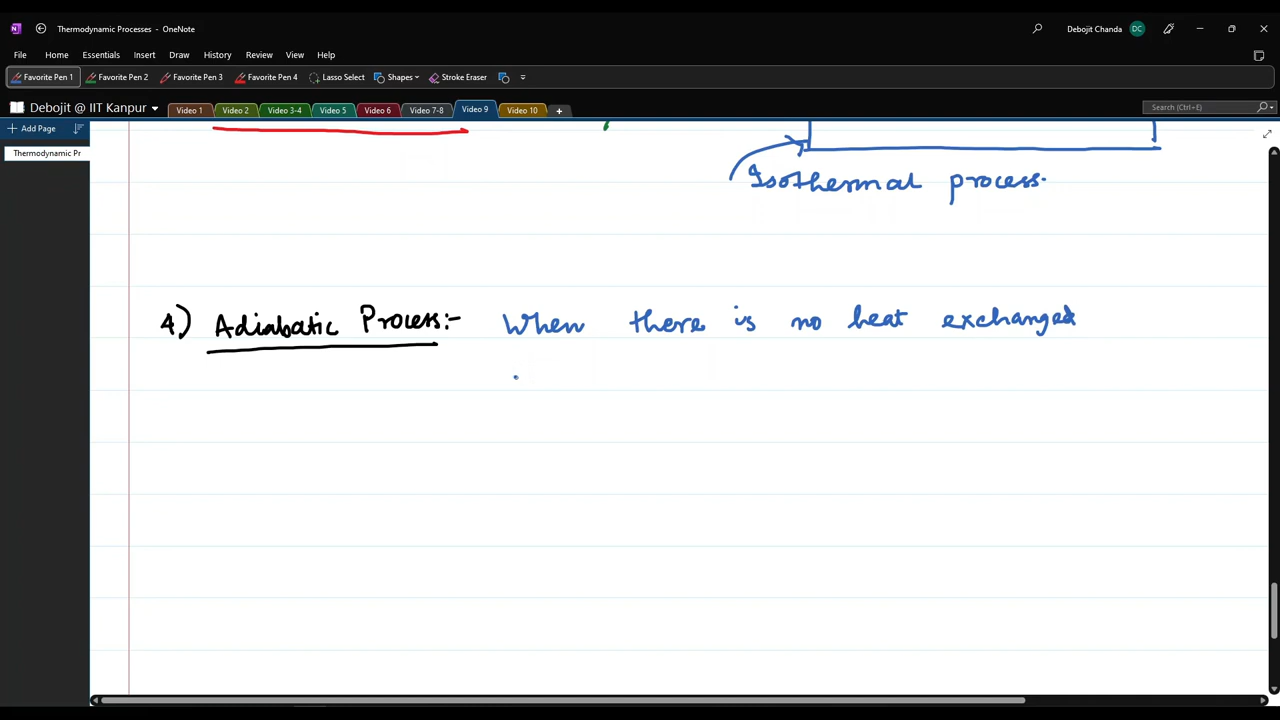 Thermodynamic Processes - OneNote
Debojit Chanda DC
File Home Essentials Insert Draw History Review View Help
Favorite Pen 1 Favorite Pen 2 Favorite Pen 3 Favorite Pen 4 Lasso Select Shapes Stroke Eraser
Debojit @ IIT Kanpur Video 1 Video 2 Video 3-4 Video 5 Video 6 Video 7-8 Video 9 Video 10 Search (Ctrl+E)
Add Page
Thermodynamic Pr
Isothermal process.
4.) Adiabatic Process:- When there is no heat exchanged